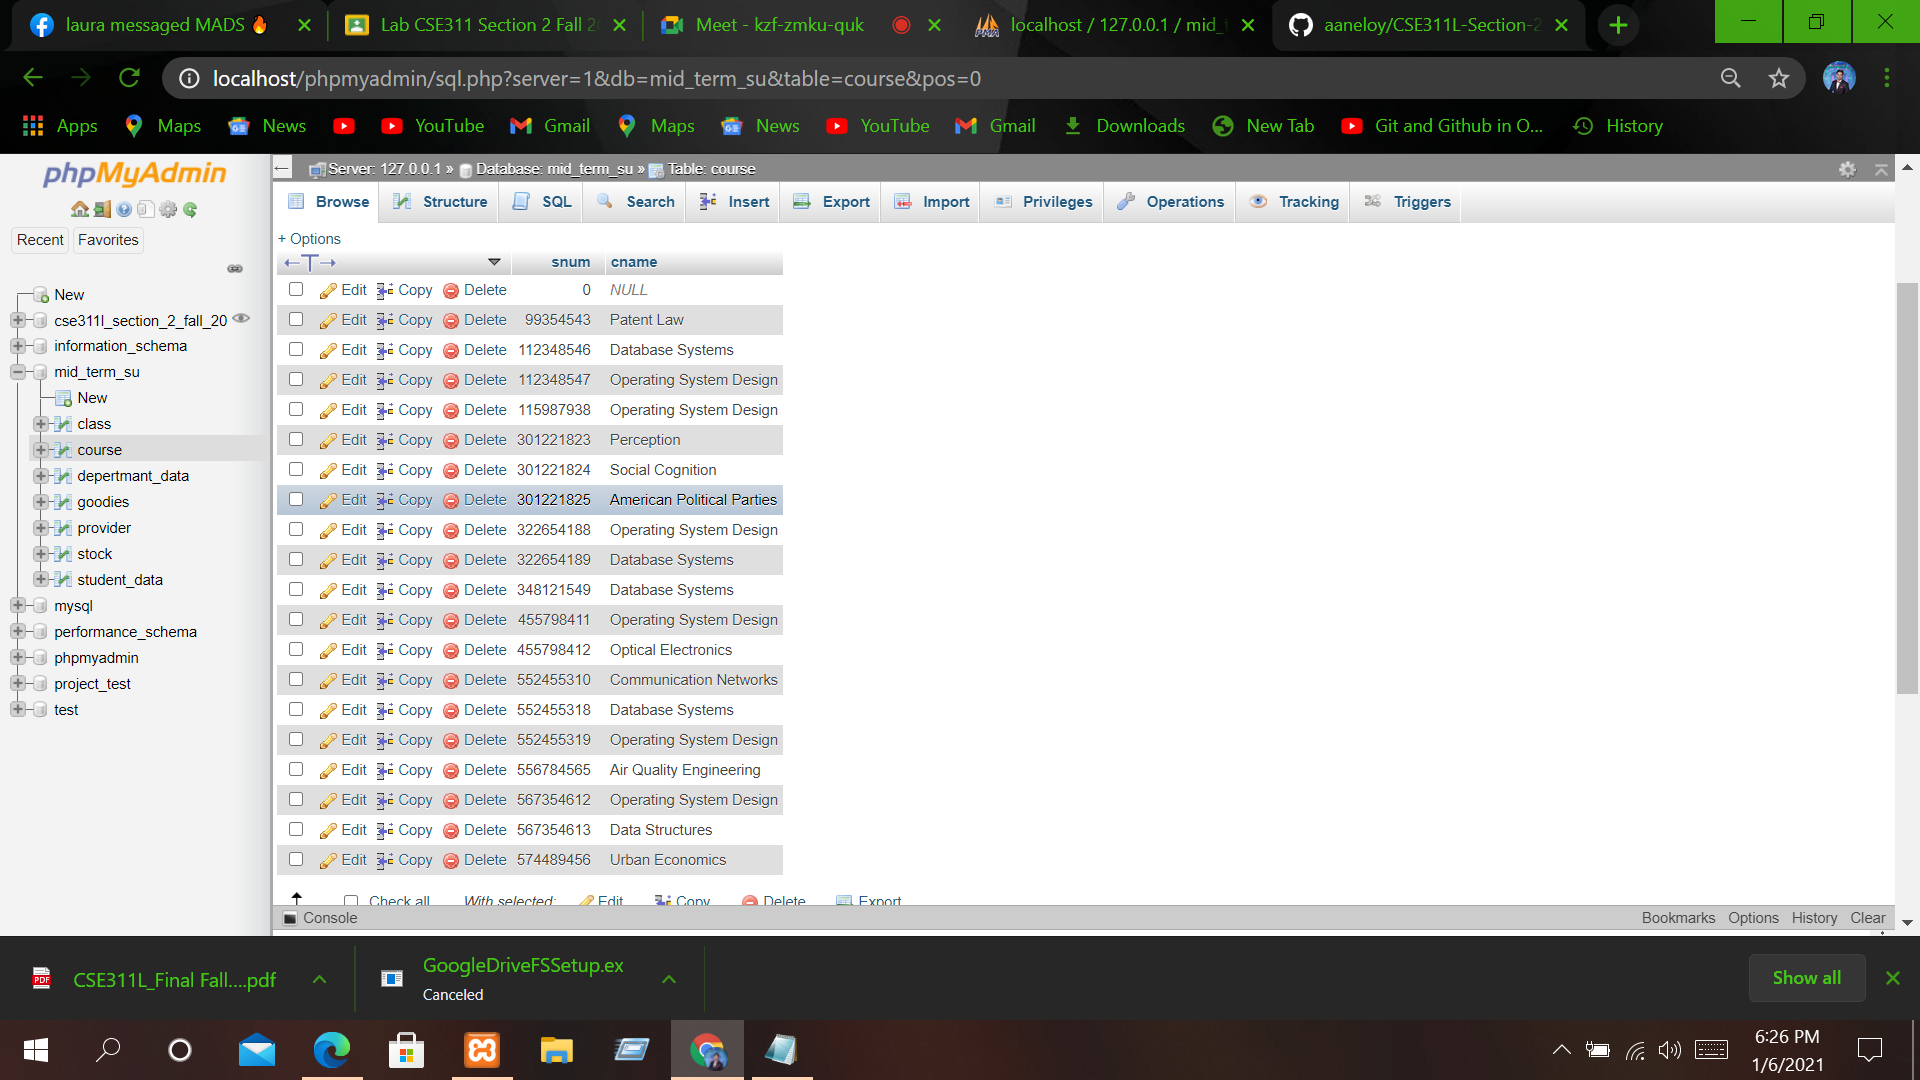 laura messaged MADS 🔥
Lab CSE311 Section 2 Fall 2
Meet - kzf-zmku-quk
localhost / 127.0.0.1 / mid_t
aaneloy/CSE311L-Section-2
localhost/phpmyadmin/sql.php?server=1&db=mid_term_su&table=course&pos=0
Apps Maps News YouTube Gmail Maps News YouTube Gmail Downloads New Tab Git and Github in O... History
phpMyAdmin
Recent Favorites
New
cse311l_section_2_fall_20
information_schema
mid_term_su
New
class
course
depertmant_data
goodies
provider
stock
student_data
mysql
performance_schema
phpmyadmin
project_test
test
Server: 127.0.0.1 » Database: mid_term_su » Table: course
Browse Structure SQL Search Insert Export Import Privileges Operations Tracking Triggers
+ Options
←T→ snum cname
Edit Copy Delete 0 NULL
Edit Copy Delete 99354543 Patent Law
Edit Copy Delete 112348546 Database Systems
Edit Copy Delete 112348547 Operating System Design
Edit Copy Delete 115987938 Operating System Design
Edit Copy Delete 301221823 Perception
Edit Copy Delete 301221824 Social Cognition
Edit Copy Delete 301221825 American Political Parties
Edit Copy Delete 322654188 Operating System Design
Edit Copy Delete 322654189 Database Systems
Edit Copy Delete 348121549 Database Systems
Edit Copy Delete 455798411 Operating System Design
Edit Copy Delete 455798412 Optical Electronics
Edit Copy Delete 552455310 Communication Networks
Edit Copy Delete 552455318 Database Systems
Edit Copy Delete 552455319 Operating System Design
Edit Copy Delete 556784565 Air Quality Engineering
Edit Copy Delete 567354612 Operating System Design
Edit Copy Delete 567354613 Data Structures
Edit Copy Delete 574489456 Urban Economics
Check all With selected: Edit Copy Delete Export
Console Bookmarks Options History Clear
CSE311L_Final Fall....pdf
GoogleDriveFSSetup.ex
Canceled
Show all
6:26 PM
1/6/2021